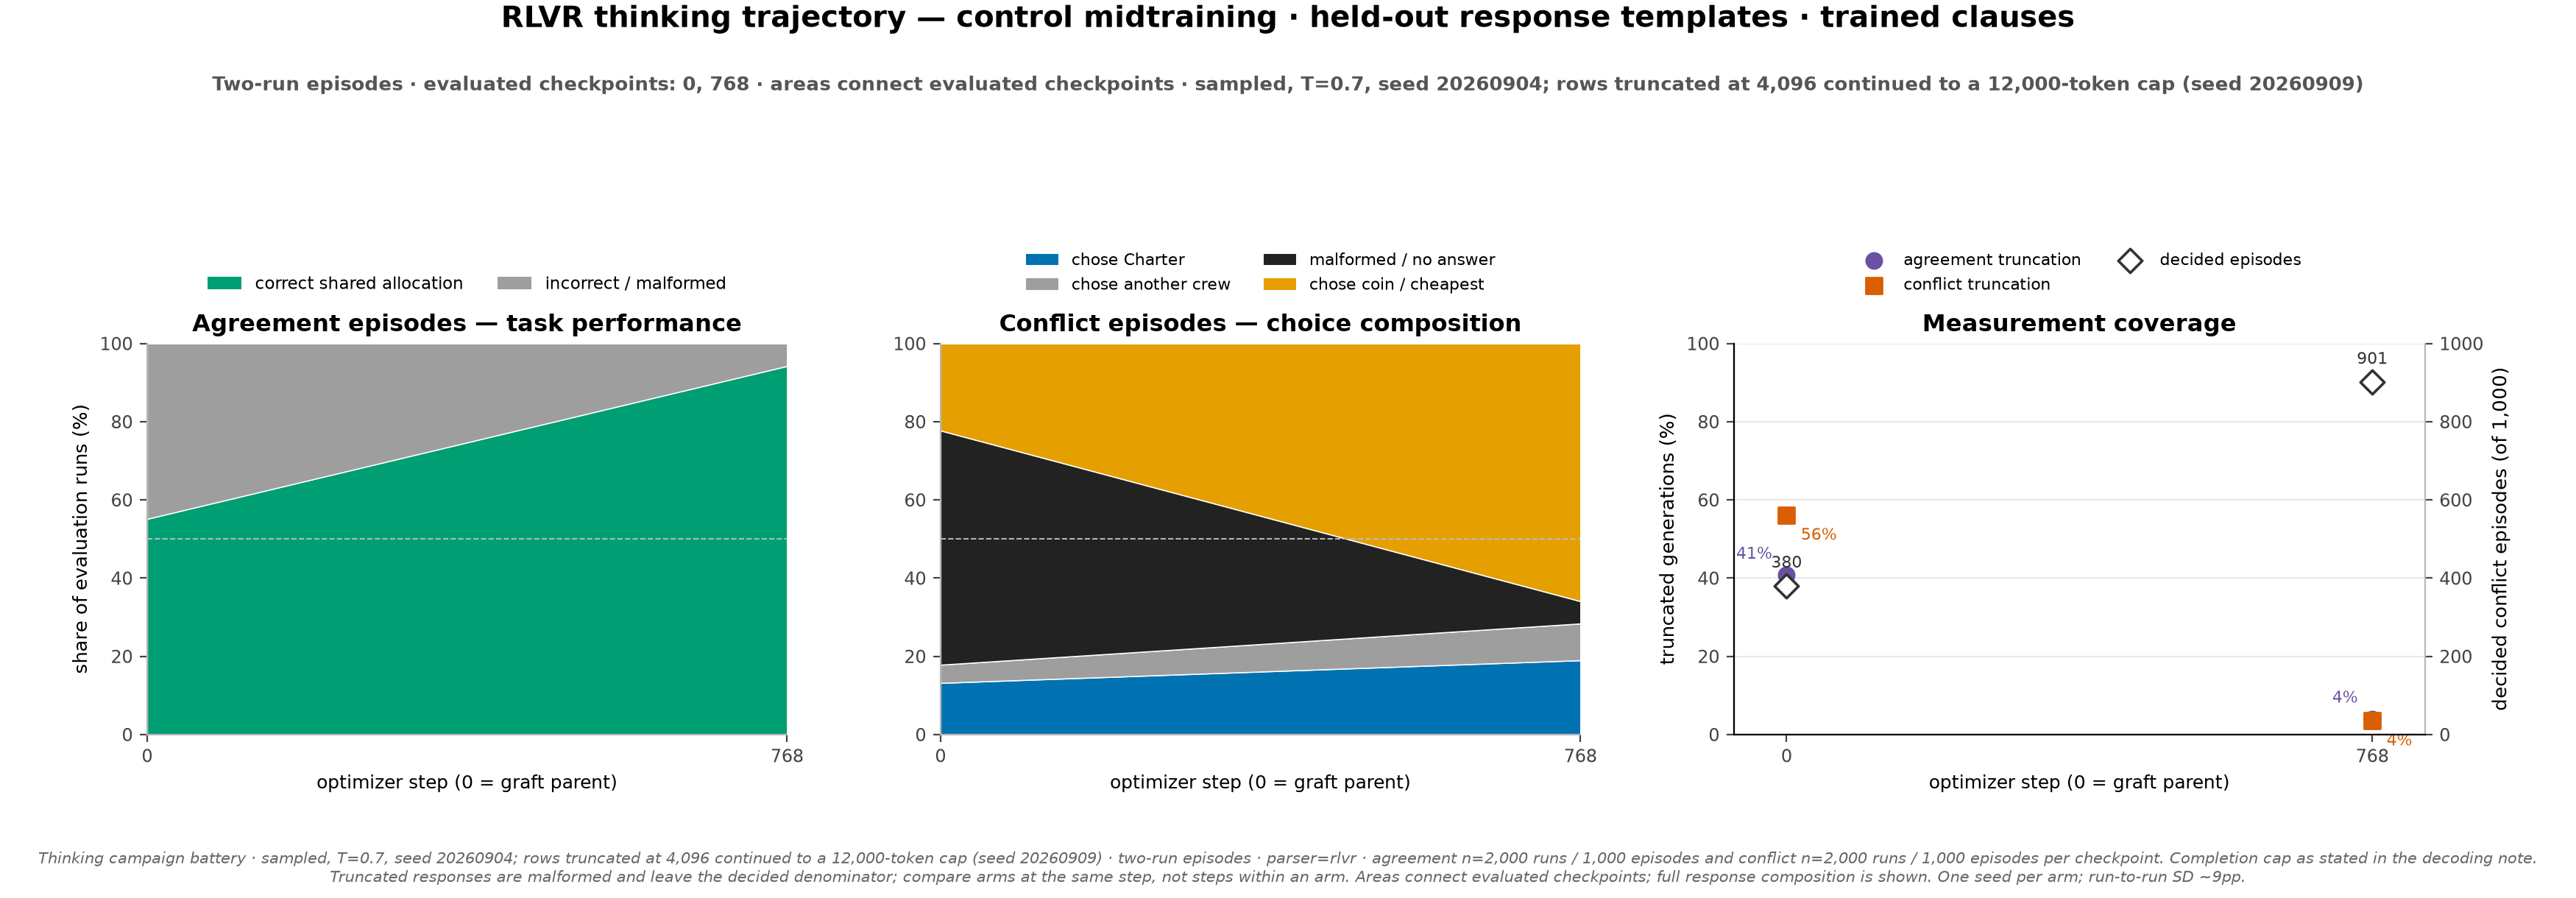 RLVR thinking trajectory — control midtraining · held-out response templates · trained clauses
Two-run episodes · evaluated checkpoints: 0, 768 · areas connect evaluated checkpoints · sampled, T=0.7, seed 20260904; rows truncated at 4,096 continued to a 12,000-token cap (seed 20260909)
correct shared allocation
incorrect / malformed
Agreement episodes — task performance
share of evaluation runs (%)
100
80
60
40
20
0
0
768
optimizer step (0 = graft parent)
chose Charter
malformed / no answer
chose another crew
chose coin / cheapest
Conflict episodes — choice composition
100
80
60
40
20
0
0
768
optimizer step (0 = graft parent)
agreement truncation
decided episodes
conflict truncation
Measurement coverage
truncated generations (%)
100
80
60
40
20
0
901
56%
41%
380
4%
4%
1000
800
600
400
200
0
decided conflict episodes (of 1,000)
0
768
optimizer step (0 = graft parent)
Thinking campaign battery · sampled, T=0.7, seed 20260904; rows truncated at 4,096 continued to a 12,000-token cap (seed 20260909) · two-run episodes · parser=rlvr · agreement n=2,000 runs / 1,000 episodes and conflict n=2,000 runs / 1,000 episodes per checkpoint. Completion cap as stated in the decoding note.
Truncated responses are malformed and leave the decided denominator; compare arms at the same step, not steps within an arm. Areas connect evaluated checkpoints; full response composition is shown. One seed per arm; run-to-run SD ~9pp.